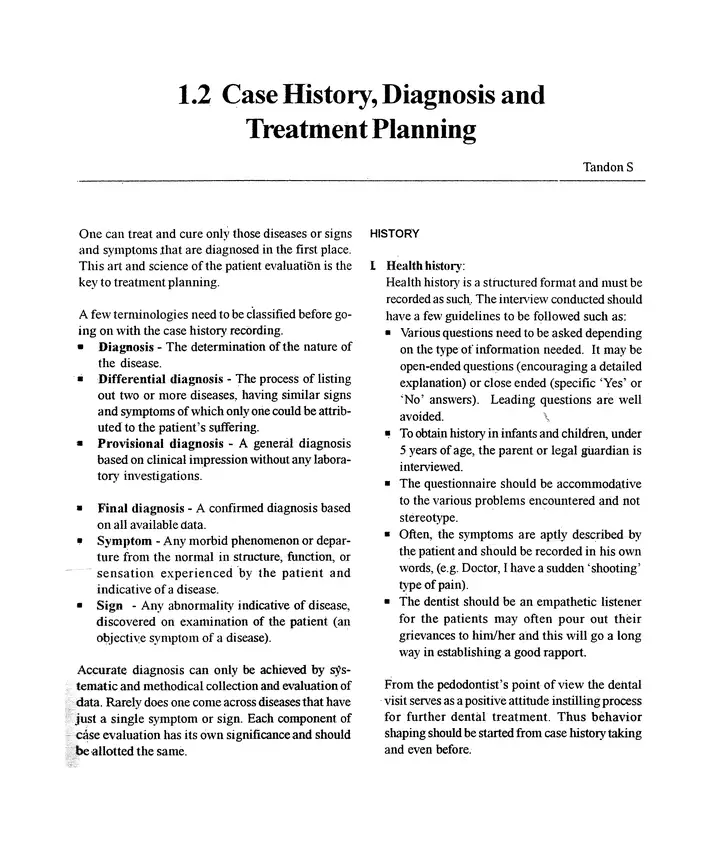 1.2 Case History, Diagnosis and
Treatment Planning
Tandon S
One can treat and cure only those diseases or signs
and symptoms that are diagnosed in the first place.
This art and science of the patient evaluation is the
key to treatment planning.
A few terminologies need to be classified before go-
ing on with the case history recording.
▪ Diagnosis - The determination of the nature of
the disease.
▪ Differential diagnosis - The process of listing
out two or more diseases, having similar signs
and symptoms of which only one could be attrib-
uted to the patient's suffering.
▪ Provisional diagnosis - A general diagnosis
based on clinical impression without any labora-
tory investigations.
▪ Final diagnosis - A confirmed diagnosis based
on all available data.
▪ Symptom - Any morbid phenomenon or depar-
ture from the normal in structure, function, or
sensation experienced by the patient and
indicative of a disease.
▪ Sign - Any abnormality indicative of disease,
discovered on examination of the patient (an
objective symptom of a disease).
Accurate diagnosis can only be achieved by sys-
tematic and methodical collection and evaluation of
data. Rarely does one come across diseases that have
just a single symptom or sign. Each component of
case evaluation has its own significance and should
be allotted the same.
HISTORY
I. Health history:
Health history is a structured format and must be
recorded as such. The interview conducted should
have a few guidelines to be followed such as:
▪ Various questions need to be asked depending
on the type of information needed. It may be
open-ended questions (encouraging a detailed
explanation) or close ended (specific 'Yes' or
'No' answers). Leading questions are well
avoided.
▪ To obtain history in infants and children, under
5 years of age, the parent or legal guardian is
interviewed.
▪ The questionnaire should be accommodative
to the various problems encountered and not
stereotype.
▪ Often, the symptoms are aptly described by
the patient and should be recorded in his own
words, (e.g. Doctor, I have a sudden 'shooting'
type of pain).
▪ The dentist should be an empathetic listener
for the patients may often pour out their
grievances to him/her and this will go a long
way in establishing a good rapport.
From the pedodontist's point of view the dental
visit serves as a positive attitude instilling process
for further dental treatment. Thus behavior
shaping should be started from case history taking
and even before.